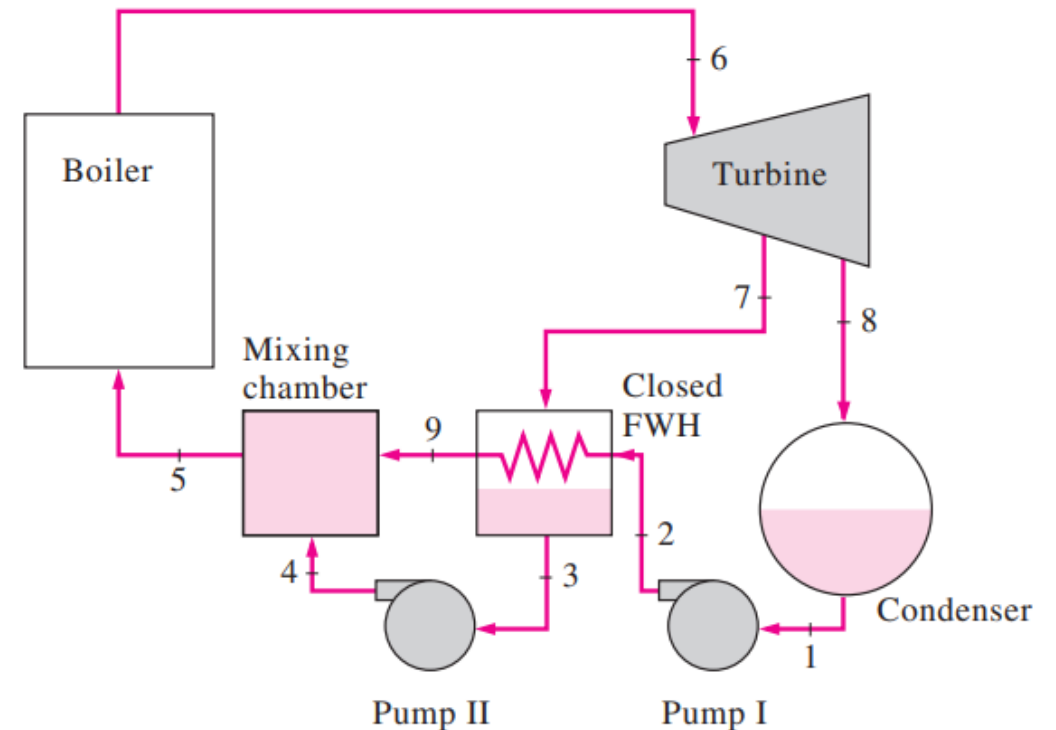 6
Boiler
Turbine
7
8
Mixing
chamber
Closed
FWH
9
5
2
4
3
Condenser
1
Pump II
Pump I